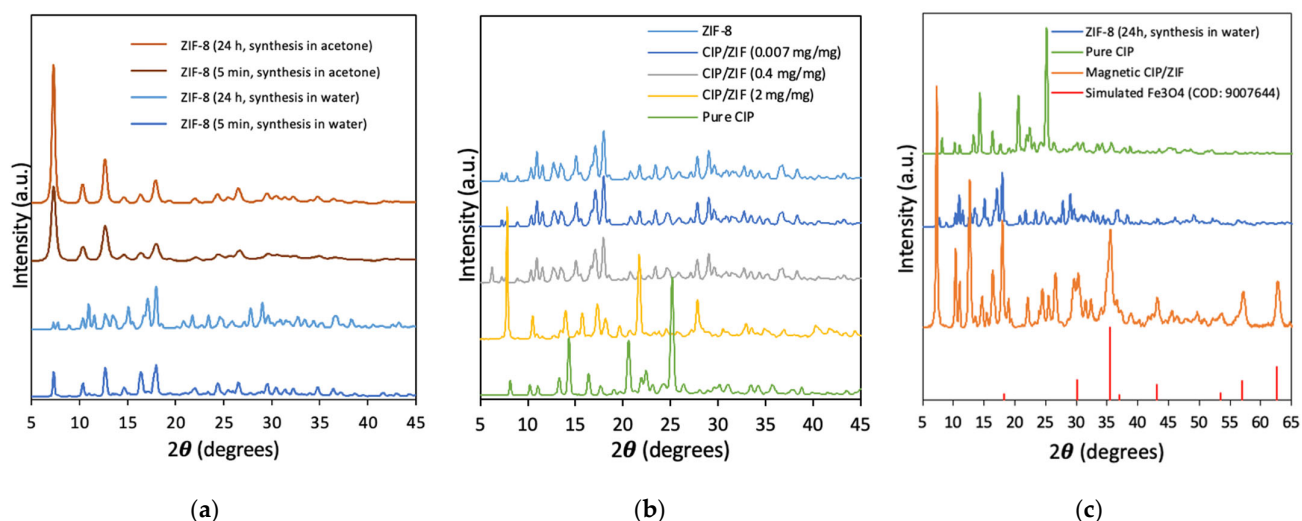 Intensity (a.u.)
ZIF-8 (24 h, synthesis in acetone)
ZIF-8 (5 min, synthesis in acetone)
ZIF-8 (24 h, synthesis in water)
ZIF-8 (5 min, synthesis in water)
5 10 15 20 25 30 35 40 45
2θ (degrees)
(a)
Intensity (a.u.)
ZIF-8
CIP/ZIF (0.007 mg/mg)
CIP/ZIF (0.4 mg/mg)
CIP/ZIF (2 mg/mg)
Pure CIP
5 10 15 20 25 30 35 40 45
2θ (degrees)
(b)
Intensity (a.u.)
ZIF-8 (24h, synthesis in water)
Pure CIP
Magnetic CIP/ZIF
Simulated Fe3O4 (COD: 9007644)
5 10 15 20 25 30 35 40 45 50 55 60 65
2θ (degrees)
(c)